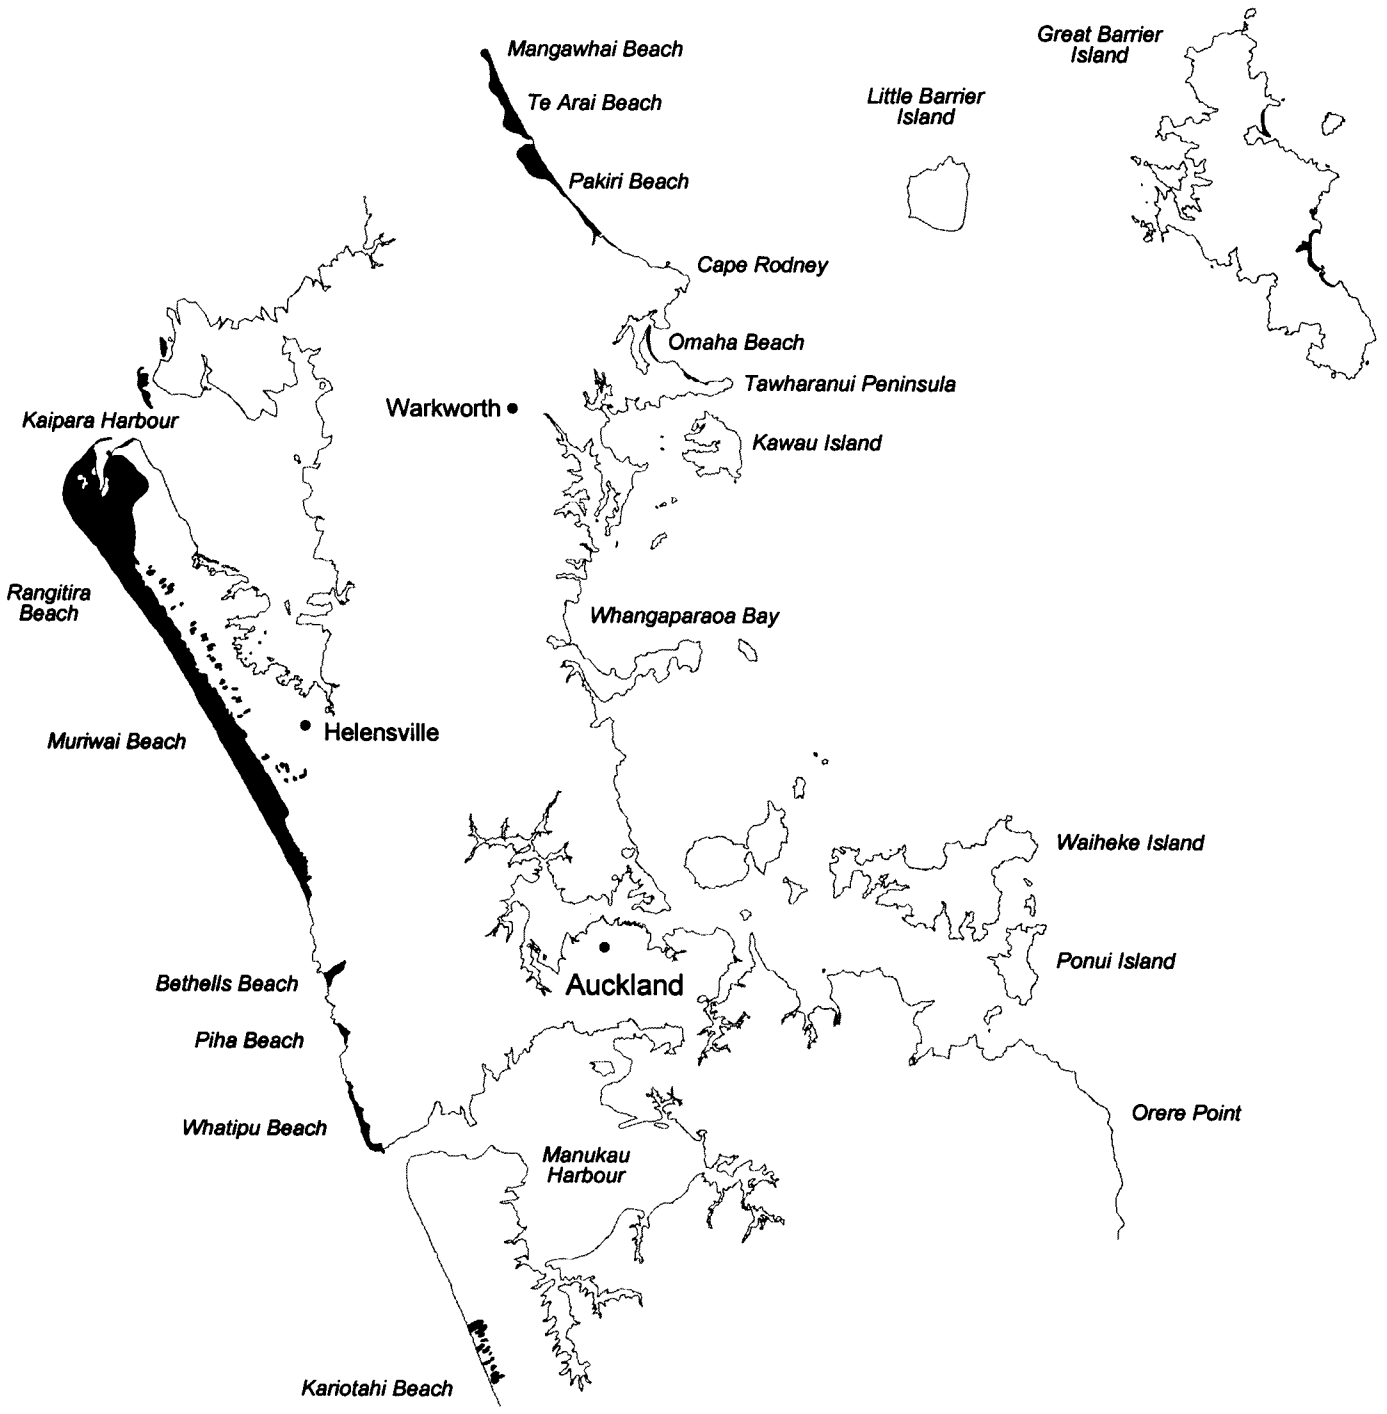 Mangawhai Beach
Great Barrier
Island
Te Arai Beach
Little Barrier
Island
Pakiri Beach
Cape Rodney
Omaha Beach
Tawharanui Peninsula
Warkworth
Kaipara Harbour
Kawau Island
Rangitira
Beach
Whangaparaoa Bay
Muriwai Beach
Helensville
Waiheke Island
Bethells Beach
Auckland
Ponui Island
Piha Beach
Whatipu Beach
Orere Point
Manukau
Harbour
Kariotahi Beach